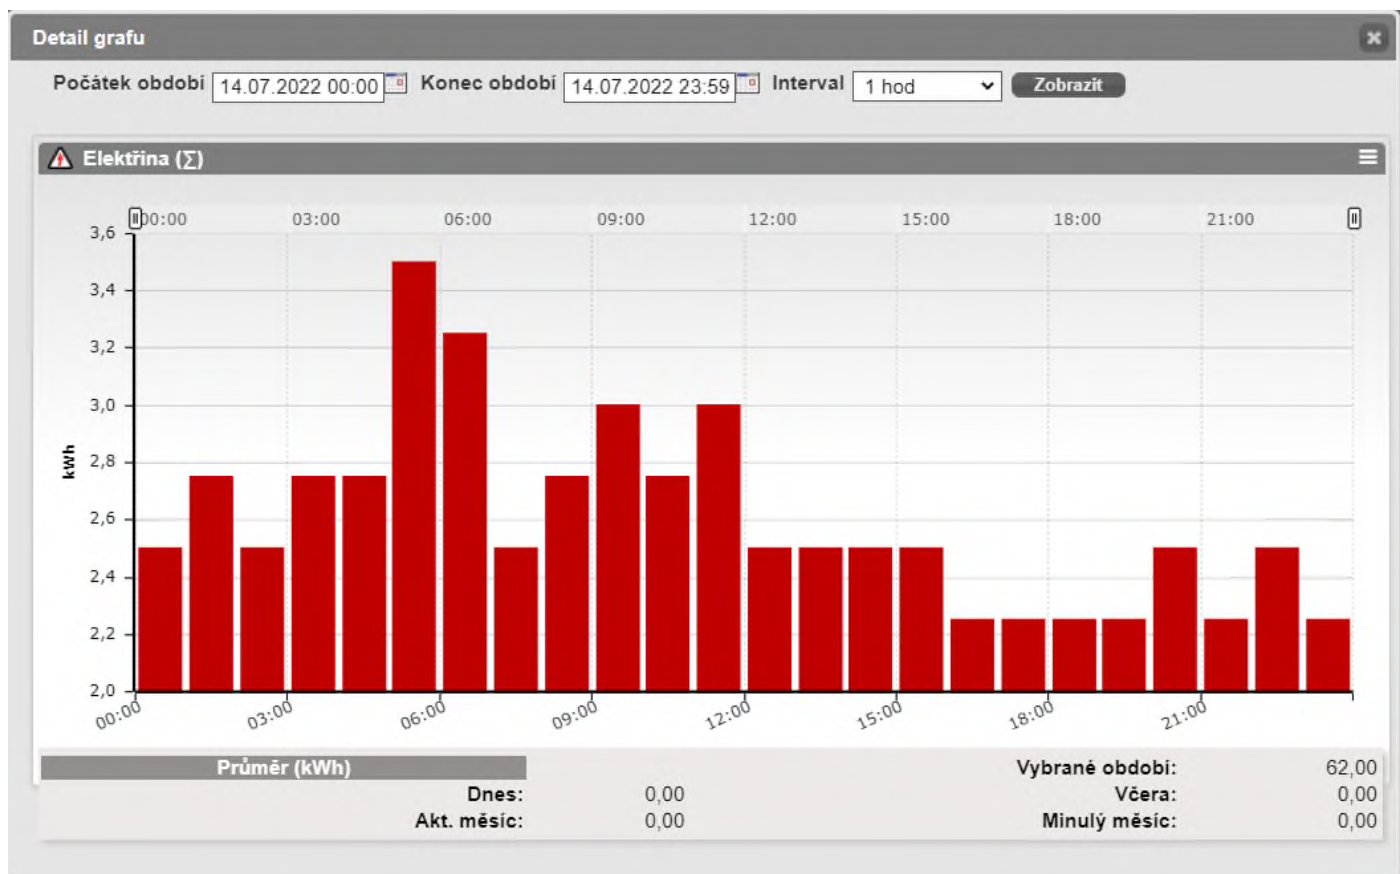 Detail grafu
Počátek období 14.07.2022 00:00 Konec období 14.07.2022 23:59 Interval 1 hod Zobrazit
Elektřina (∑)
00:00 03:00 06:00 09:00 12:00 15:00 18:00 21:00
3,6
3,4
3,2
3,0
2,8
kWh
2,6
2,4
2,2
2,0
00:00 03:00 06:00 09:00 12:00 15:00 18:00 21:00
Průměr (kWh) Vybrané období: 62,00
Dnes: 0,00 Včera: 0,00
Akt. měsíc: 0,00 Minulý měsíc: 0,00